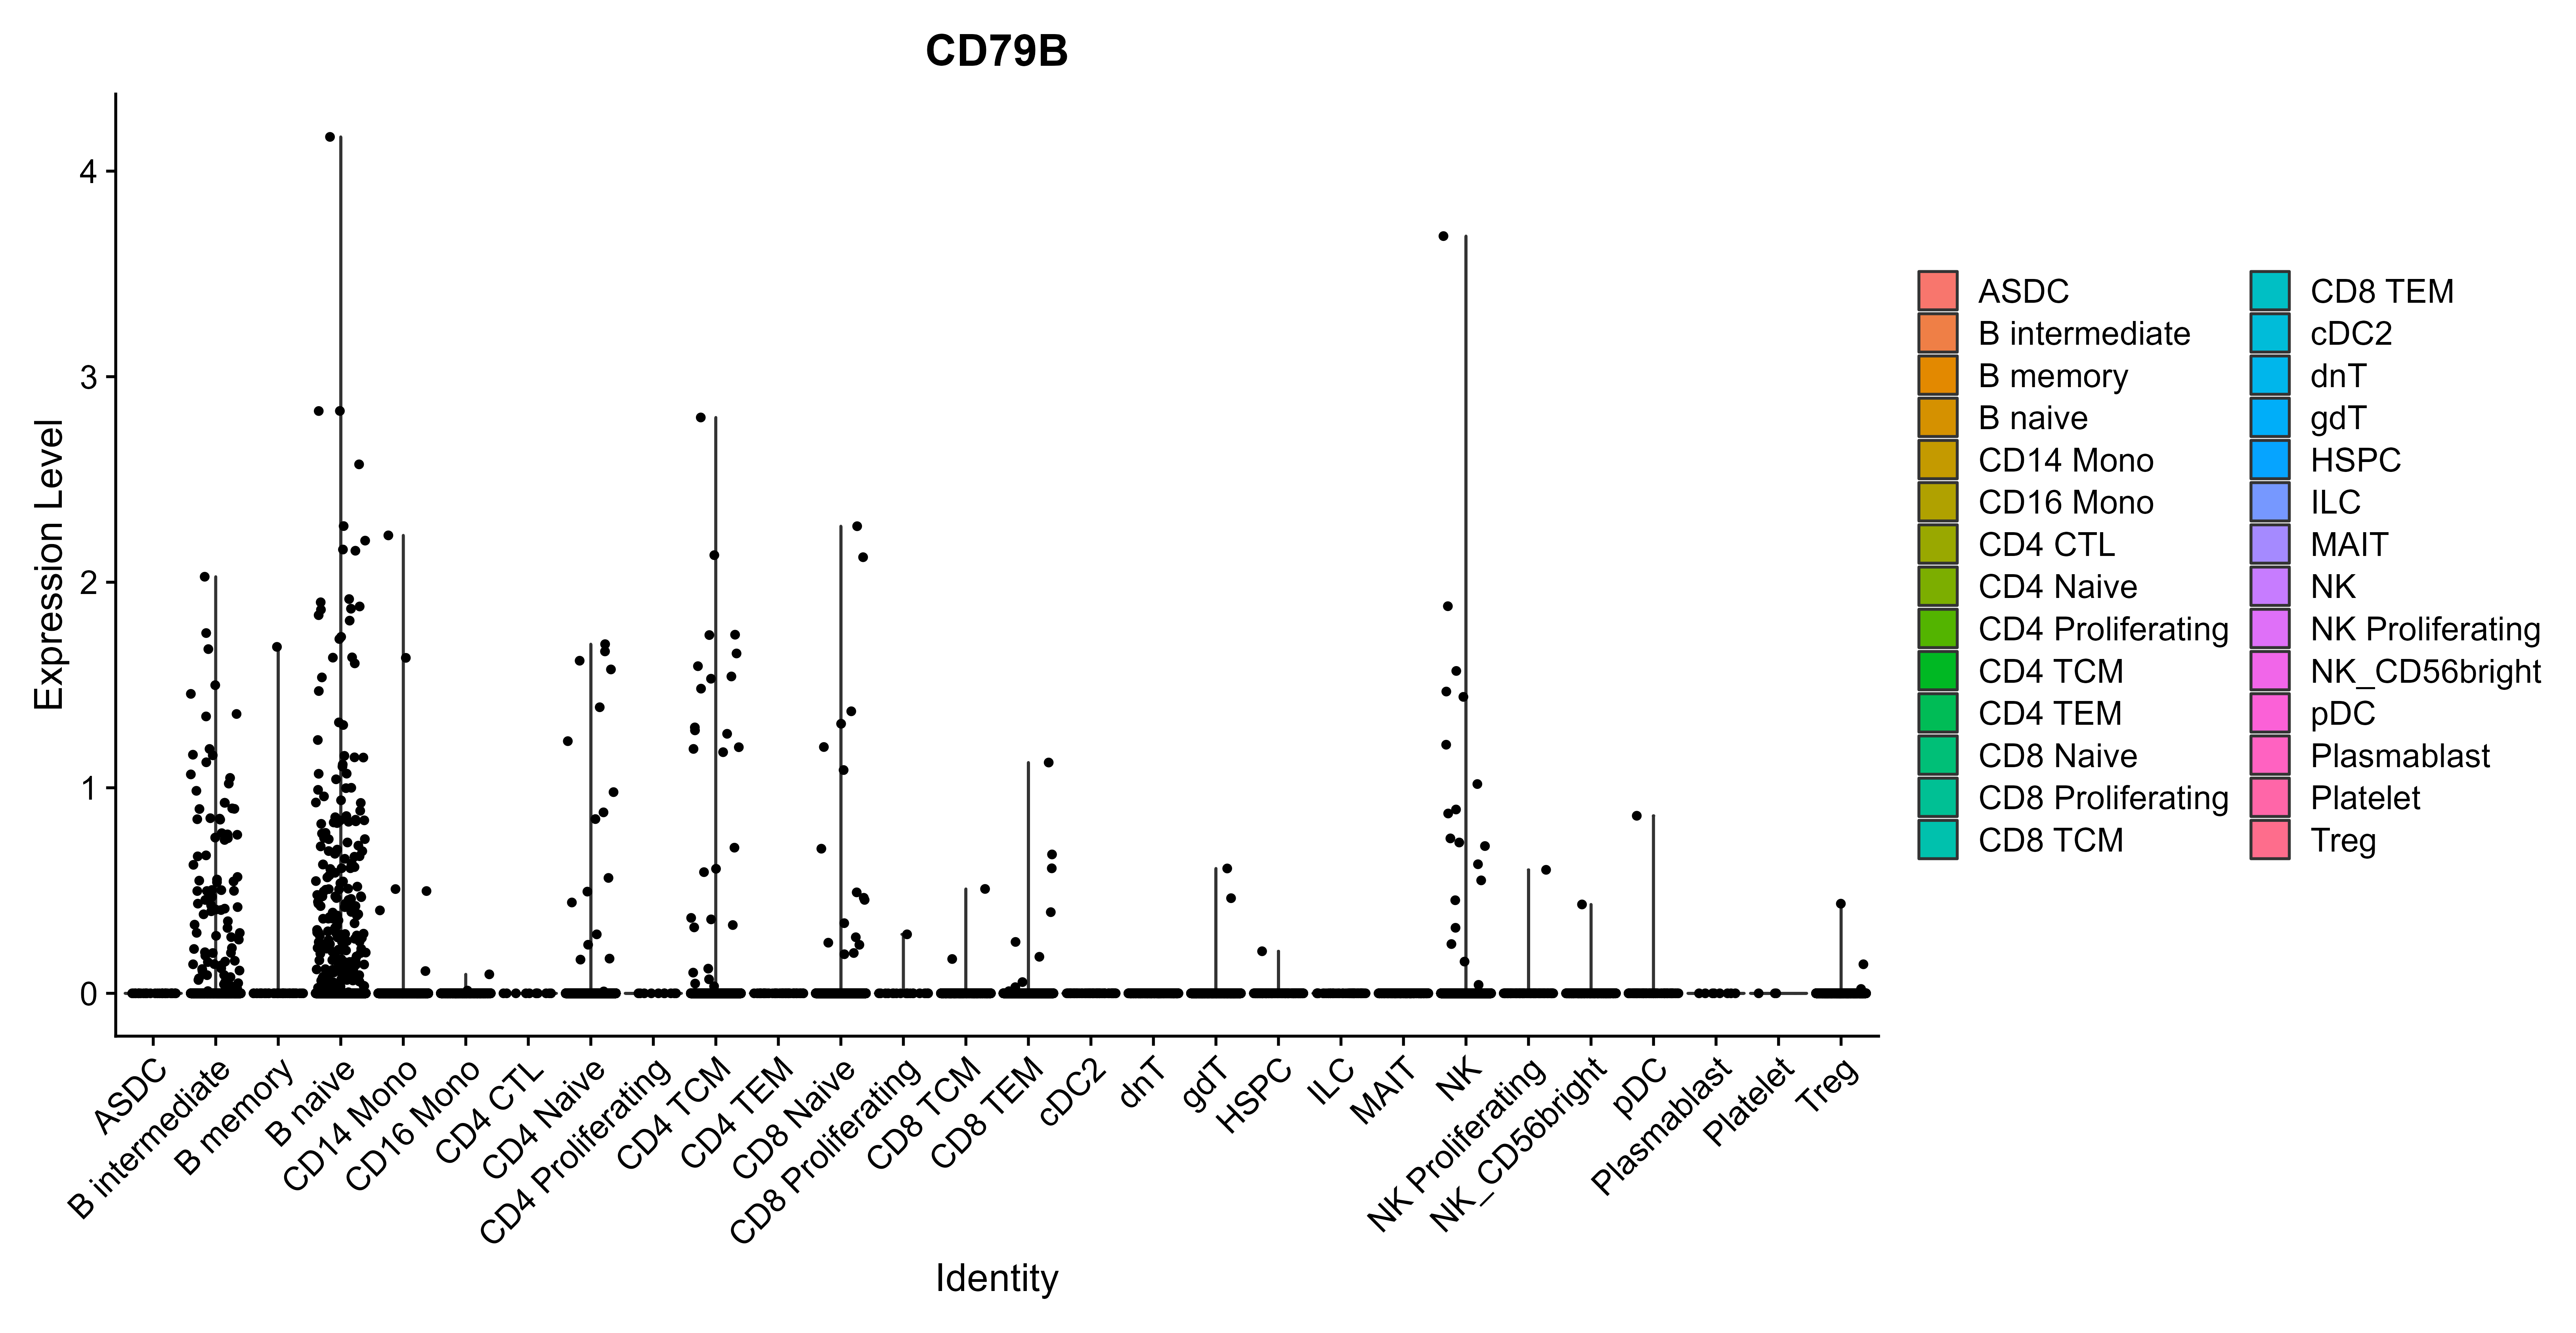 CD79B
Expression Level
4
3
2
1
0
ASDC
B intermediate
B memory
B naive
CD14 Mono
CD16 Mono
CD4 CTL
CD4 Naive
CD4 Proliferating
CD4 TCM
CD4 TEM
CD8 Naive
CD8 Proliferating
CD8 TCM
CD8 TEM
cDC2
dnT
gdT
HSPC
ILC
MAIT
NK
NK Proliferating
NK_CD56bright
pDC
Plasmablast
Platelet
Treg
Identity
ASDC
B intermediate
B memory
B naive
CD14 Mono
CD16 Mono
CD4 CTL
CD4 Naive
CD4 Proliferating
CD4 TCM
CD4 TEM
CD8 Naive
CD8 Proliferating
CD8 TCM
CD8 TEM
cDC2
dnT
gdT
HSPC
ILC
MAIT
NK
NK Proliferating
NK_CD56bright
pDC
Plasmablast
Platelet
Treg